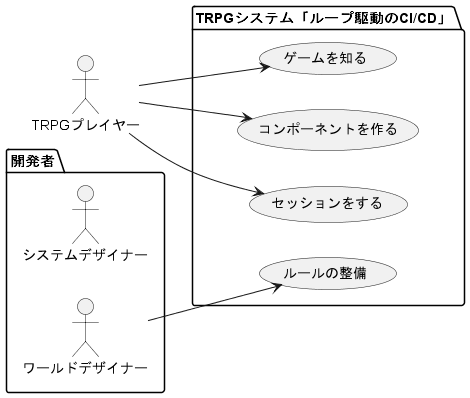 TRPGシステム「ループ駆動のCI/CD」
ゲームを知る
TRPGプレイヤー
コンポーネントを作る
開発者
セッションをする
システムデザイナー
ルールの整備
ワールドデザイナー